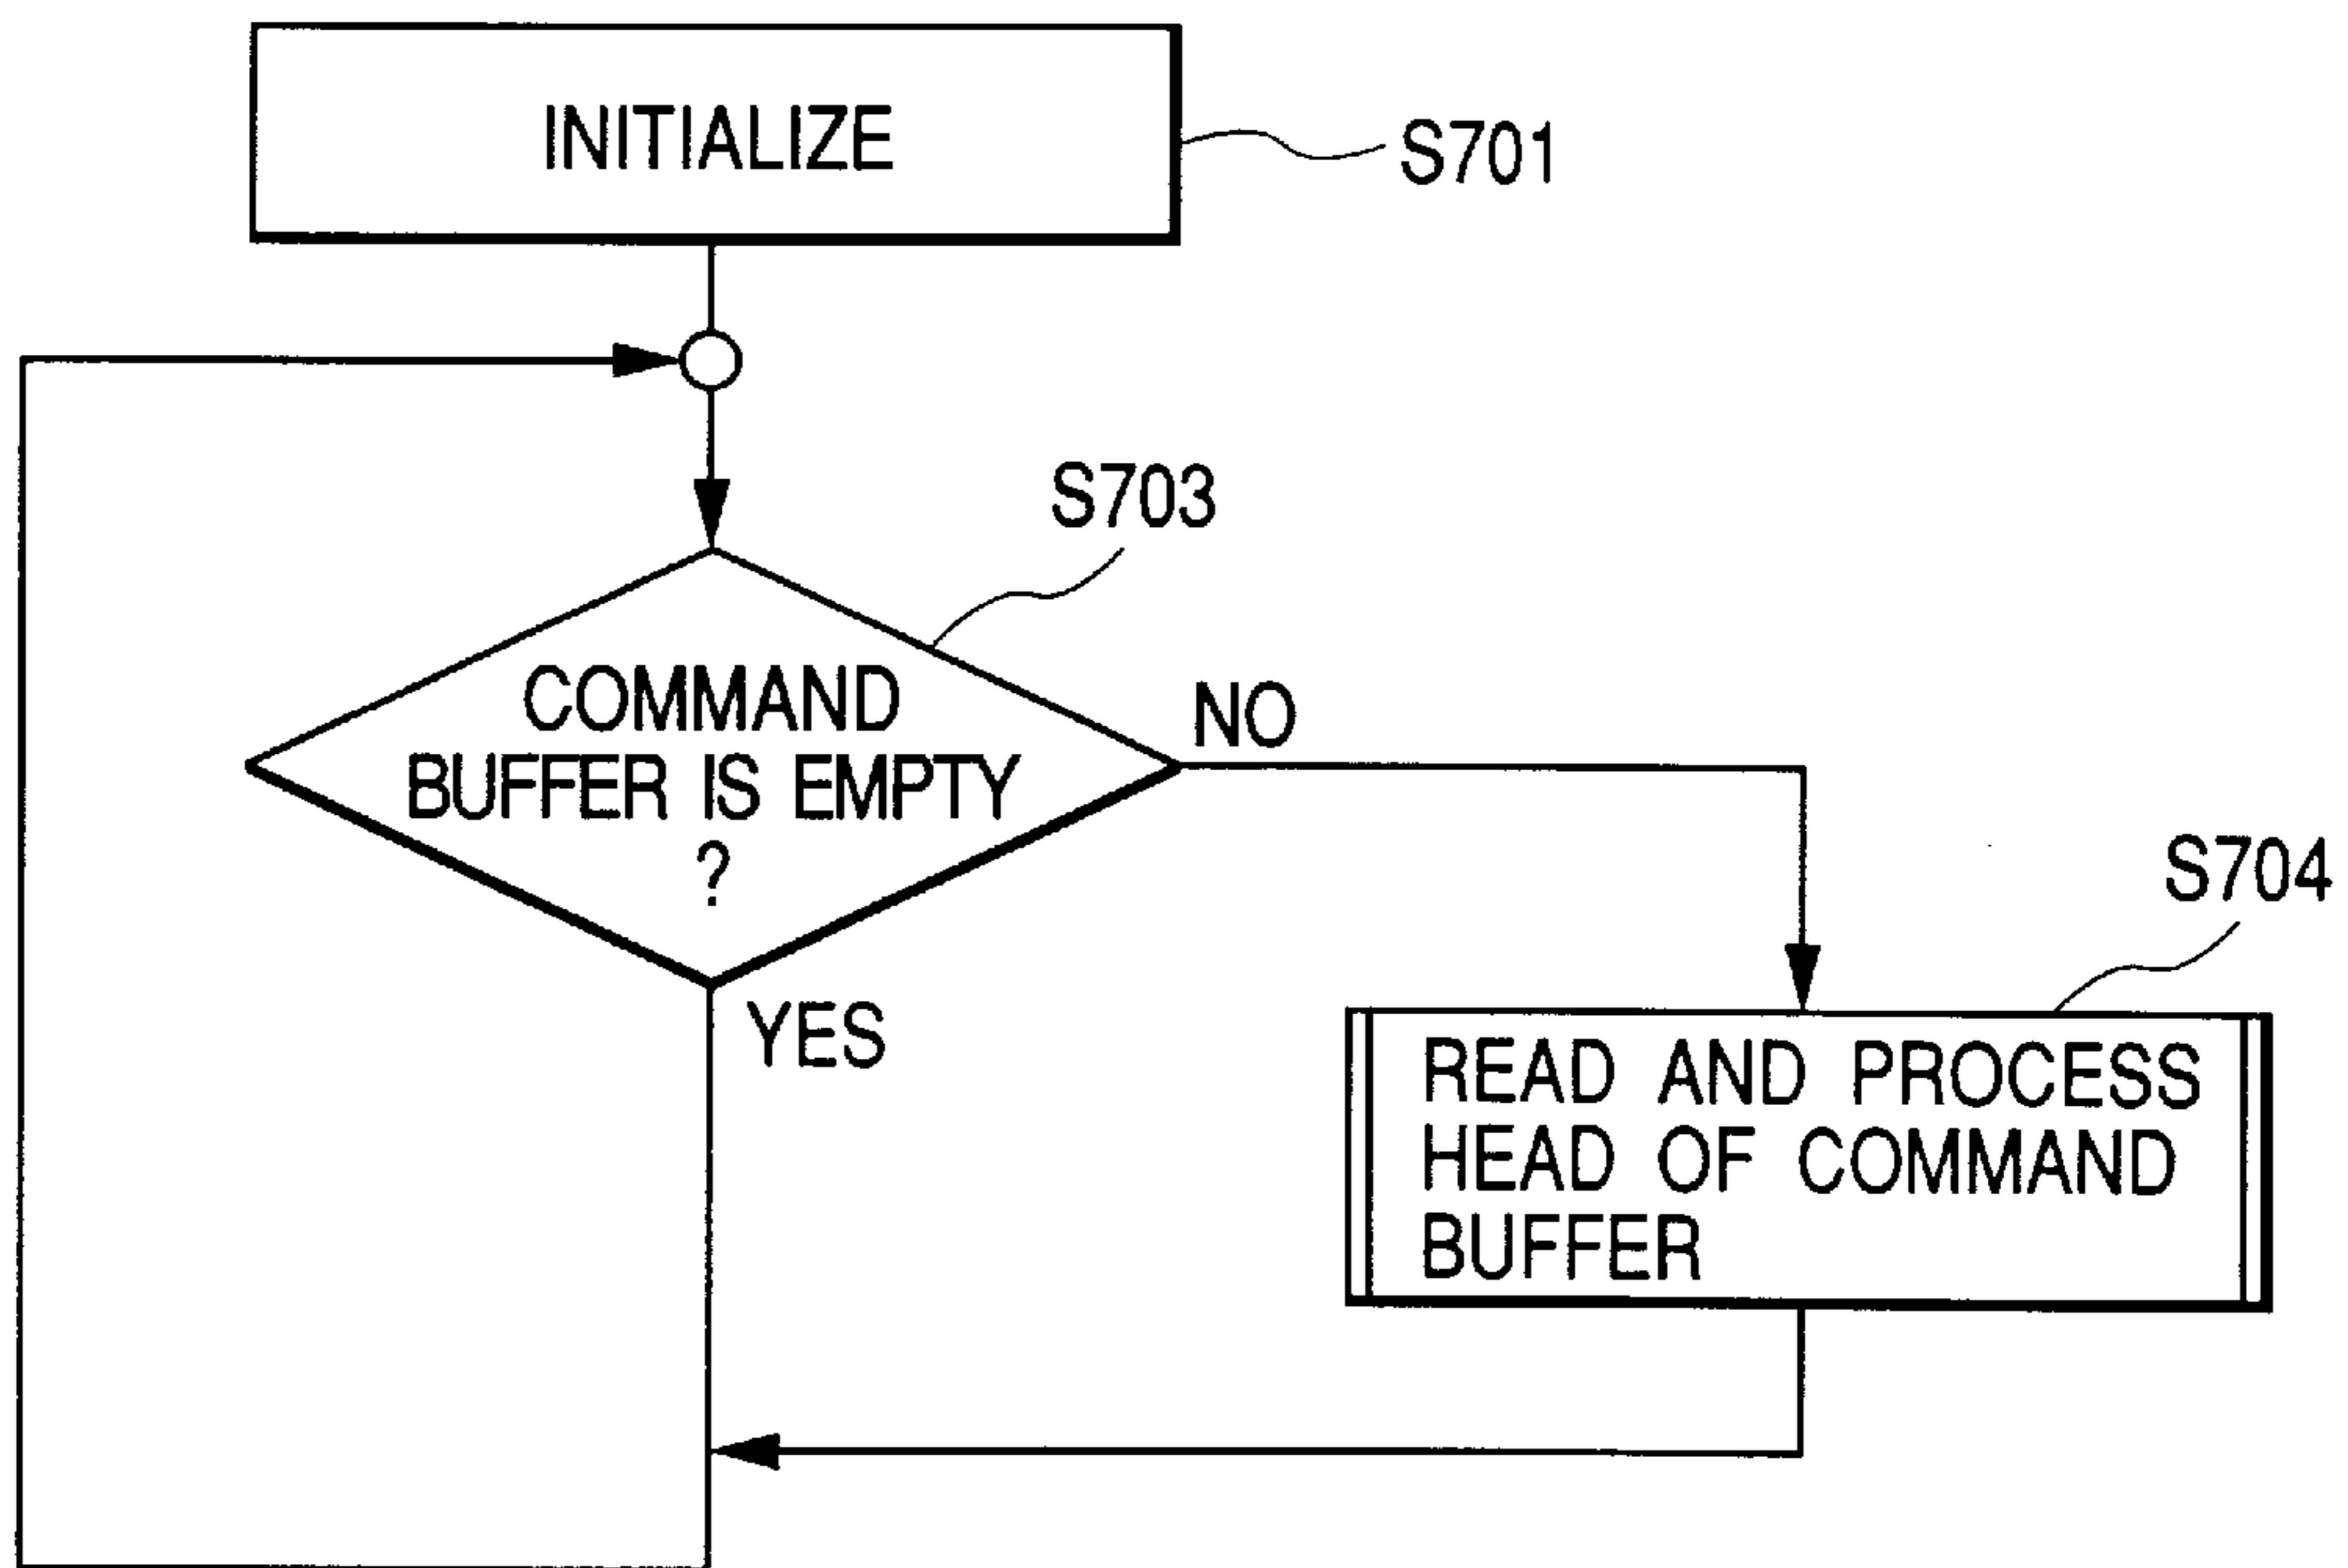 INITIALIZE
S701
S703
COMMAND
BUFFER IS EMPTY
?
NO
YES
S704
READ AND PROCESS
HEAD OF COMMAND
BUFFER